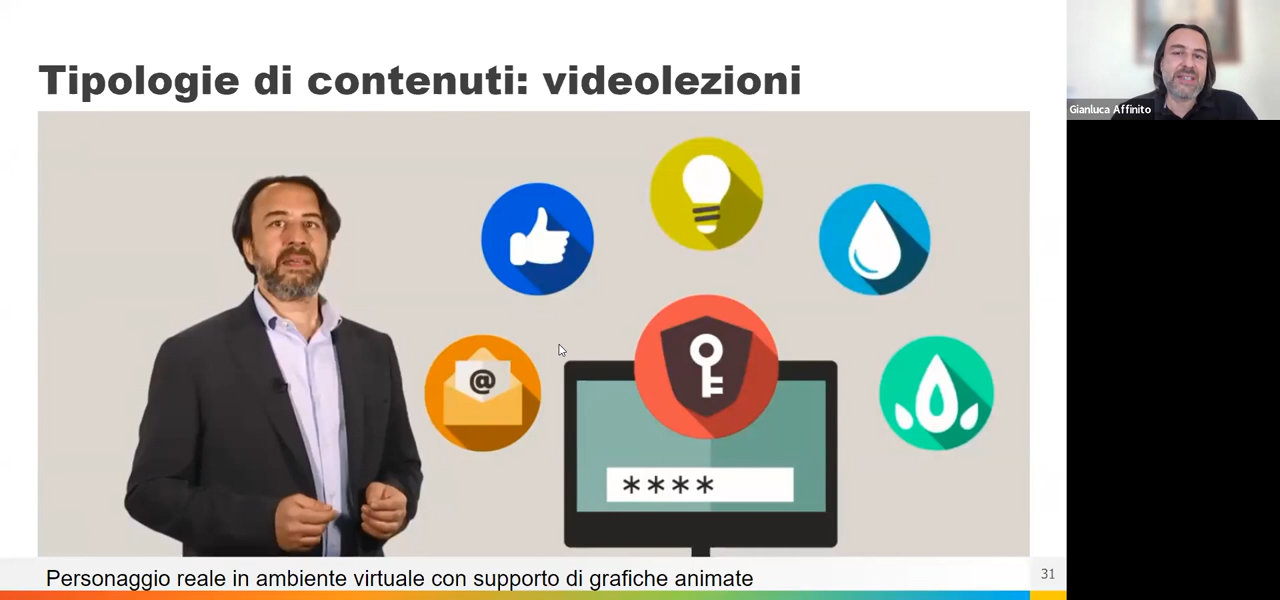 Tipologie di contenuti: videolezioni
Gianluca Affinito
@
****
Personaggio reale in ambiente virtuale con supporto di grafiche animate
31